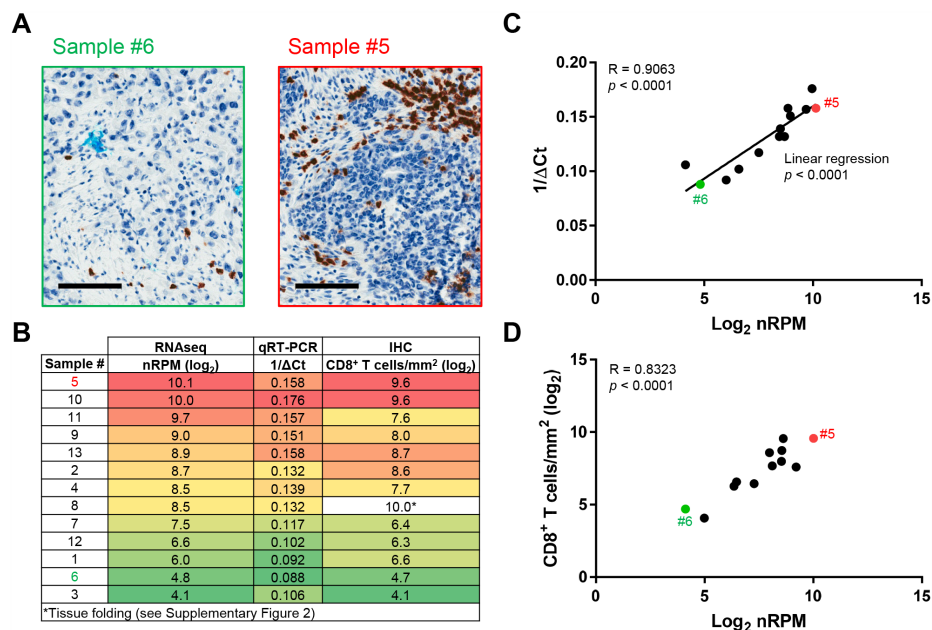 A
Sample #6
Sample #5
B
RNAseq qRT-PCR IHC
Sample # nRPM (log2) 1/ΔCt CD8+ T cells/mm2 (log2)
5 10.1 0.158 9.6
10 10.0 0.176 9.6
11 9.7 0.157 7.6
9 9.0 0.151 8.0
13 8.9 0.158 8.7
2 8.7 0.132 8.6
4 8.5 0.139 7.7
8 8.5 0.132 10.0*
7 7.5 0.117 6.4
12 6.6 0.102 6.3
1 6.0 0.092 6.6
6 4.8 0.088 4.7
3 4.1 0.106 4.1
*Tissue folding (see Supplementary Figure 2)
C
R = 0.9063
p < 0.0001
#5
Linear regression
p < 0.0001
#6
1/ΔCt
0.20
0.15
0.10
0.05
0.00
0 5 10 15
Log2 nRPM
D
R = 0.8323
p < 0.0001
#5
#6
CD8+ T cells/mm2 (log2)
15
10
5
0
0 5 10 15
Log2 nRPM